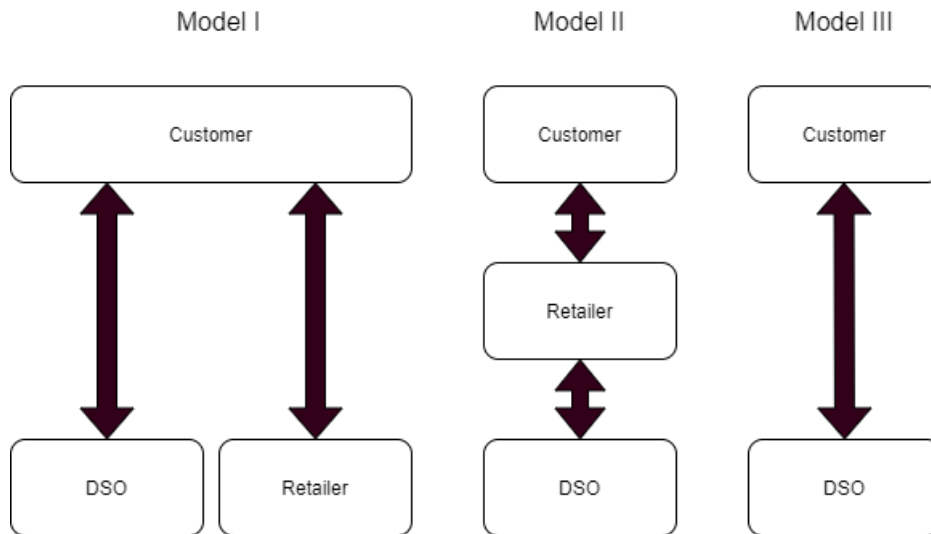 Model I
Model II
Model III
Customer
Customer
Customer
Retailer
DSO
Retailer
DSO
DSO